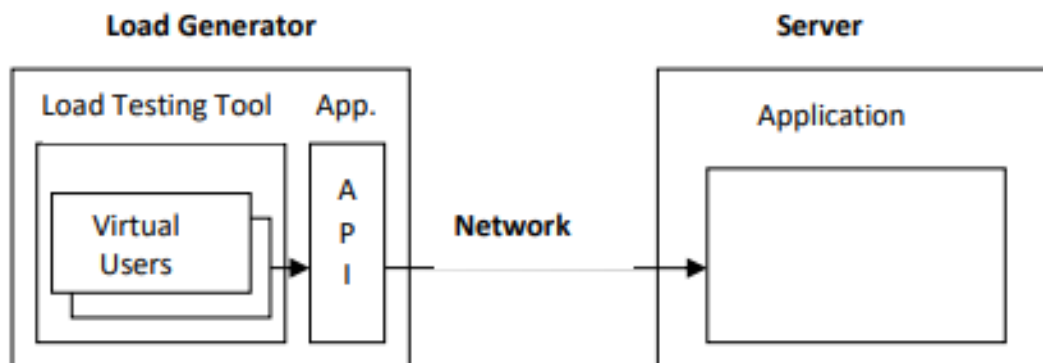 Load Generator
Server
Load Testing Tool
App.
Application
Virtual
Users
A
P
I
Network